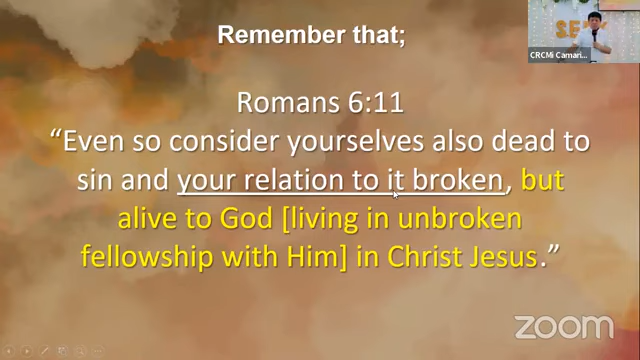 Remember that;
CRCMi Camari...
Romans 6:11
“Even so consider yourselves also dead to
sin and your relation to it broken, but
alive to God [living in unbroken
fellowship with Him] in Christ Jesus.”
zoom